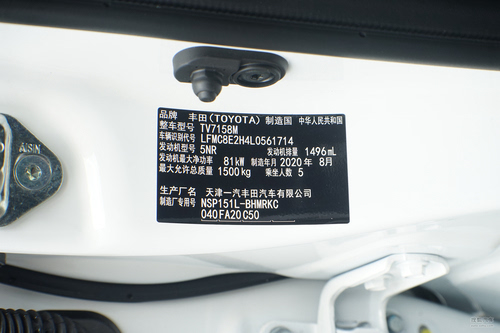 品牌 丰田(TOYOTA) 制造国 中华人民共和国
整车型号 TV7158M
车辆识别代号 LFMC8E2H4L0561714
发动机型号 5NR 发动机排量 1496mL
发动机最大净功率 81kW 制造年月 2020年 8月
最大允许总质量 1500kg 乘坐人数 5
生产厂名 天津一汽丰田汽车有限公司
制造厂专用号 NSP151L-BHMRKC
040FA20C50
AISIN